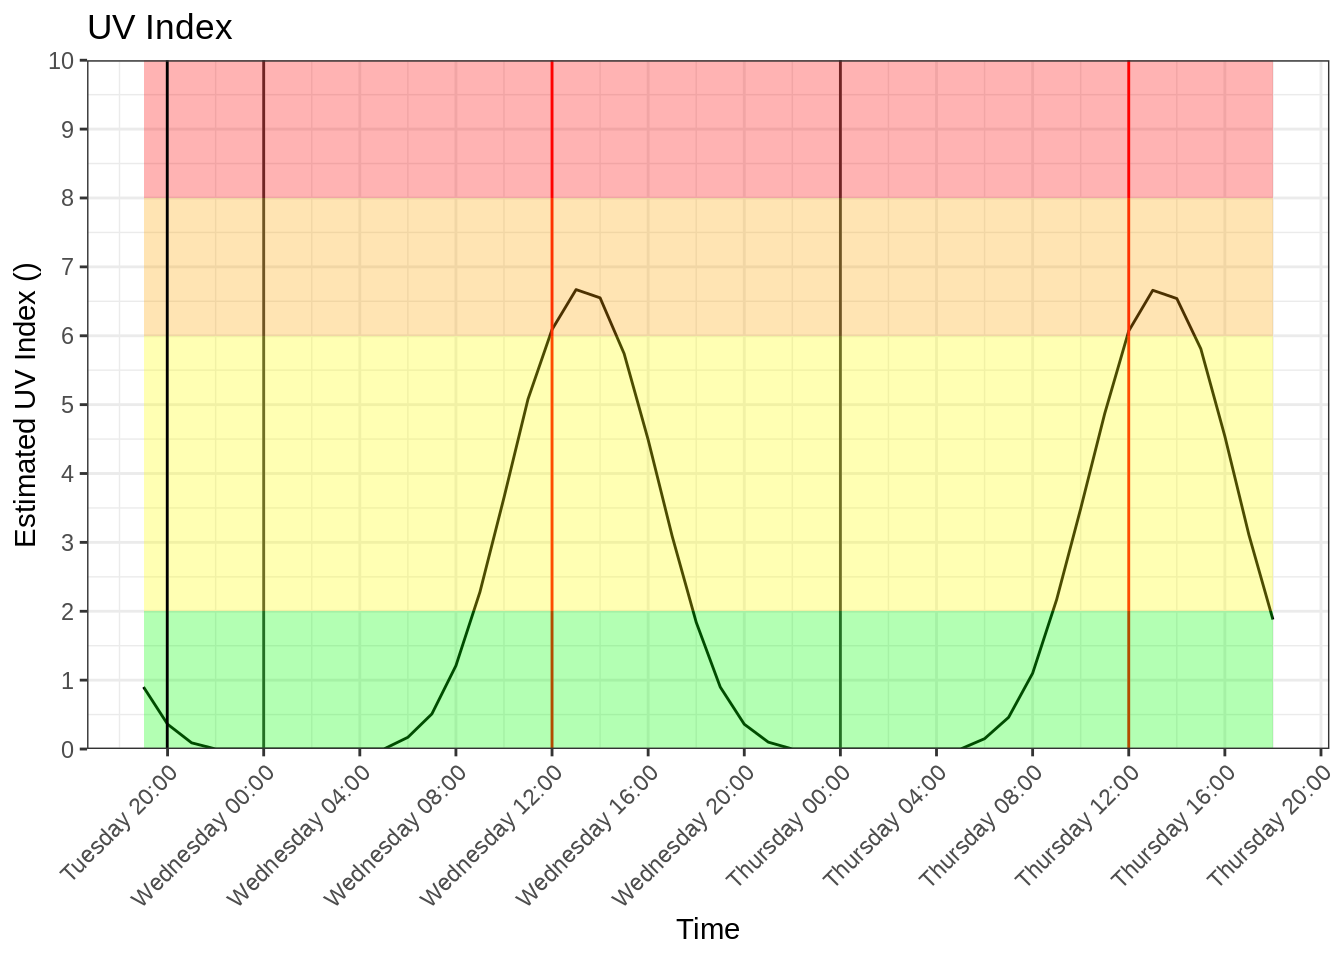 UV Index
Estimated UV Index ()
10
9
8
7
6
5
4
3
2
1
0
Tuesday 20:00
Wednesday 00:00
Wednesday 04:00
Wednesday 08:00
Wednesday 12:00
Wednesday 16:00
Wednesday 20:00
Thursday 00:00
Thursday 04:00
Thursday 08:00
Thursday 12:00
Thursday 16:00
Thursday 20:00
Time